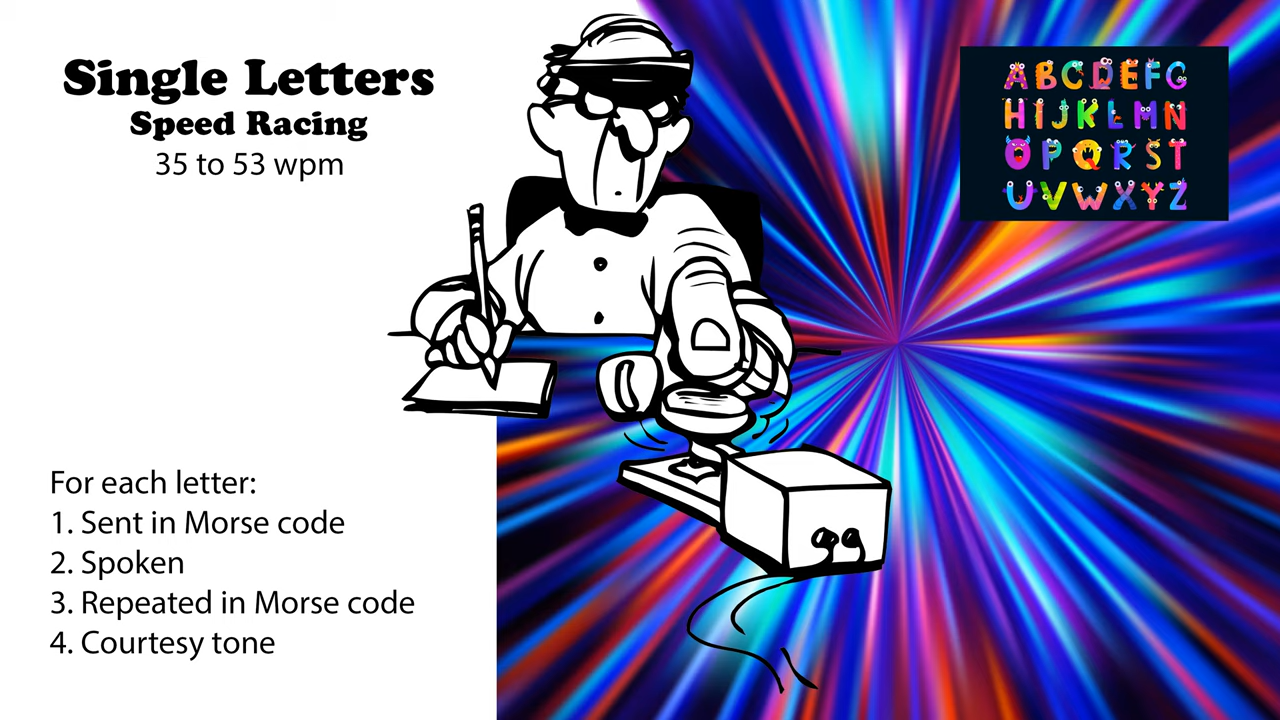 Single Letters
Speed Racing
35 to 53 wpm
ABCDEFG
HIJKLMN
OPQRST
UVWXYZ
For each letter:
1. Sent in Morse code
2. Spoken
3. Repeated in Morse code
4. Courtesy tone